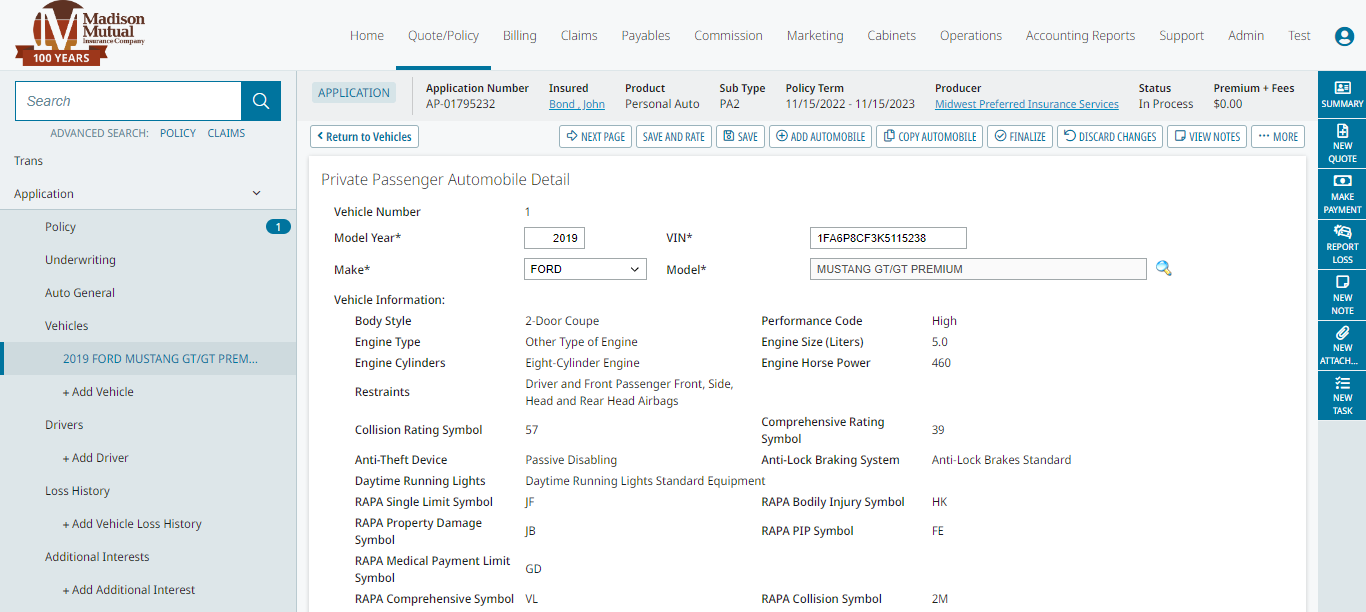 Madison
Mutual
Insurance Company
100 YEARS
Home Quote/Policy Billing Claims Payables Commission Marketing Cabinets Operations Accounting Reports Support Admin Test
Search
ADVANCED SEARCH: POLICY CLAIMS
Trans
Application
Policy 1
Underwriting
Auto General
Vehicles
2019 FORD MUSTANG GT/GT PREM...
+ Add Vehicle
Drivers
+ Add Driver
Loss History
+ Add Vehicle Loss History
Additional Interests
+ Add Additional Interest
APPLICATION
Application Number Insured Product Sub Type Policy Term Producer Status Premium + Fees
AP-01795232 Bond , John Personal Auto PA2 11/15/2022 - 11/15/2023 Midwest Preferred Insurance Services In Process $0.00
Return to Vehicles NEXT PAGE SAVE AND RATE SAVE ADD AUTOMOBILE COPY AUTOMOBILE FINALIZE DISCARD CHANGES VIEW NOTES ··· MORE
Private Passenger Automobile Detail
Vehicle Number 1
Model Year* 2019 VIN* 1FA6P8CF3K5115238
Make* FORD Model* MUSTANG GT/GT PREMIUM
Vehicle Information:
Body Style 2-Door Coupe Performance Code High
Engine Type Other Type of Engine Engine Size (Liters) 5.0
Engine Cylinders Eight-Cylinder Engine Engine Horse Power 460
Restraints Driver and Front Passenger Front, Side,
Head and Rear Head Airbags
Collision Rating Symbol 57 Comprehensive Rating
Symbol 39
Anti-Theft Device Passive Disabling Anti-Lock Braking System Anti-Lock Brakes Standard
Daytime Running Lights Daytime Running Lights Standard Equipment
RAPA Single Limit Symbol JF RAPA Bodily Injury Symbol HK
RAPA Property Damage
Symbol JB RAPA PIP Symbol FE
RAPA Medical Payment Limit
Symbol GD
RAPA Comprehensive Symbol VL RAPA Collision Symbol 2M
SUMMARY
NEW
QUOTE
MAKE
PAYMENT
REPORT
LOSS
NEW
NOTE
NEW
ATTACH...
NEW
TASK